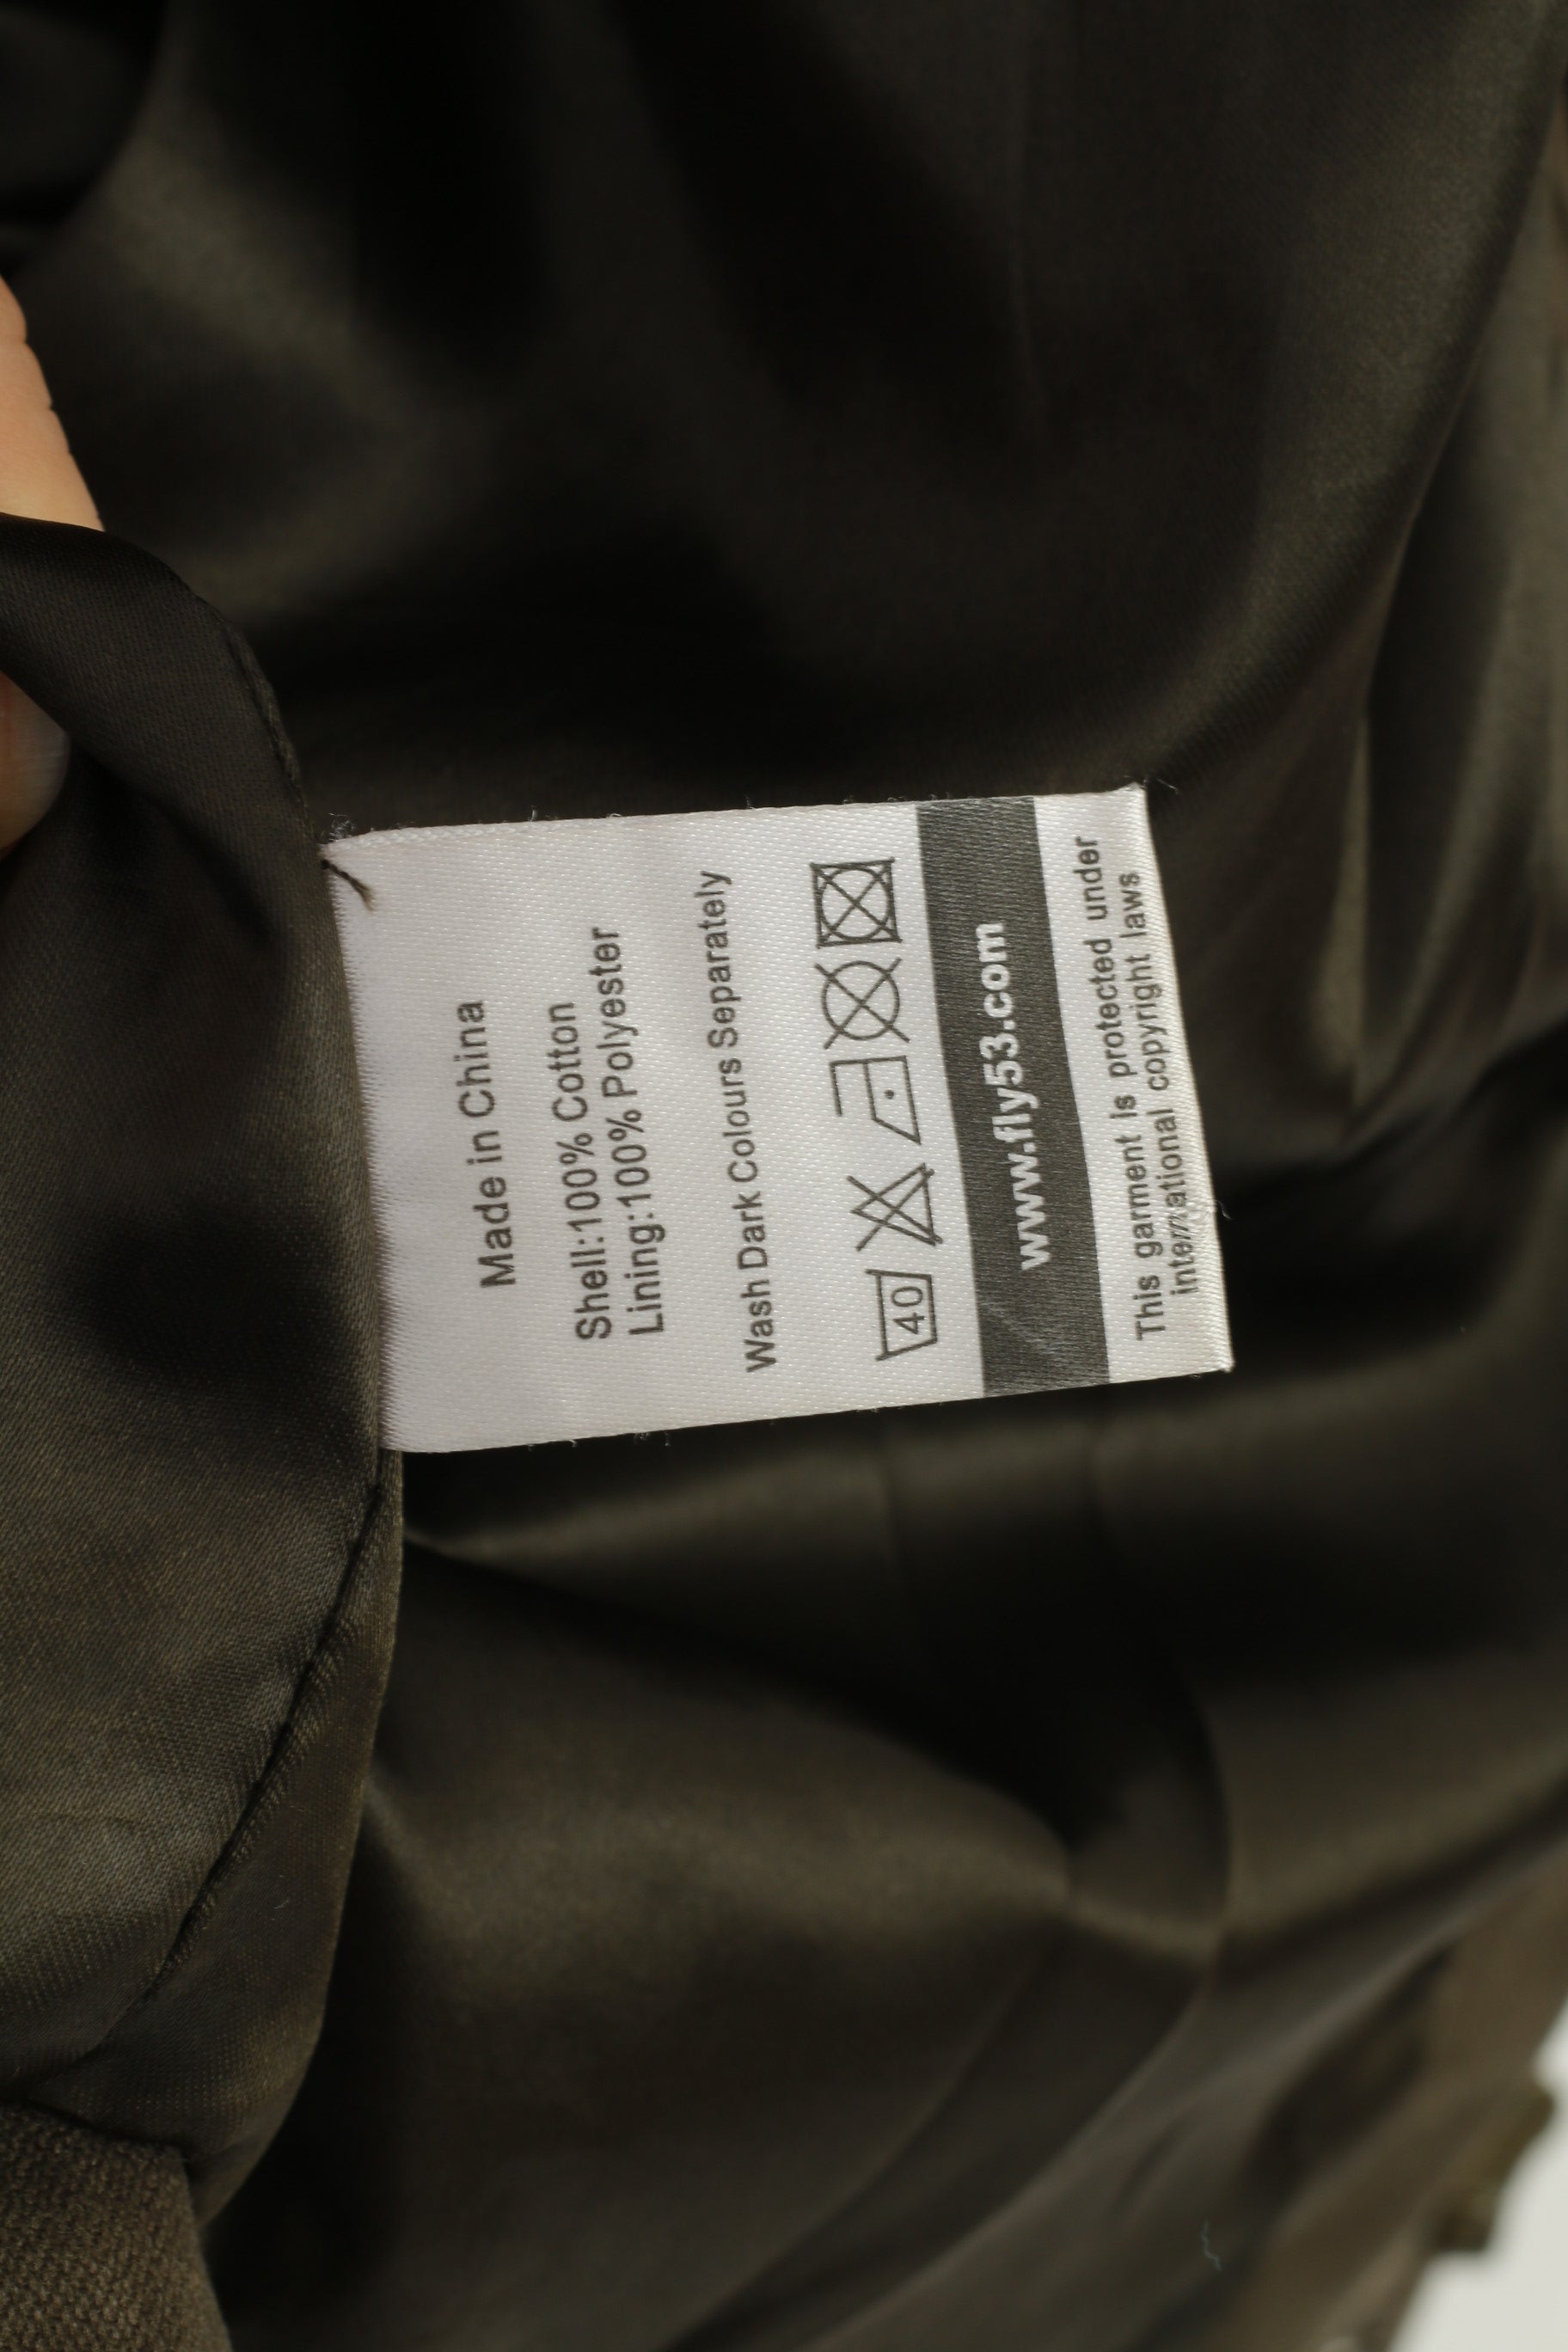 Made in China
Shell:100% Cotton
Lining:100% Polyester
Wash Dark Colours Separately
40
www.fly53.com
This garment is protected under
international copyright laws